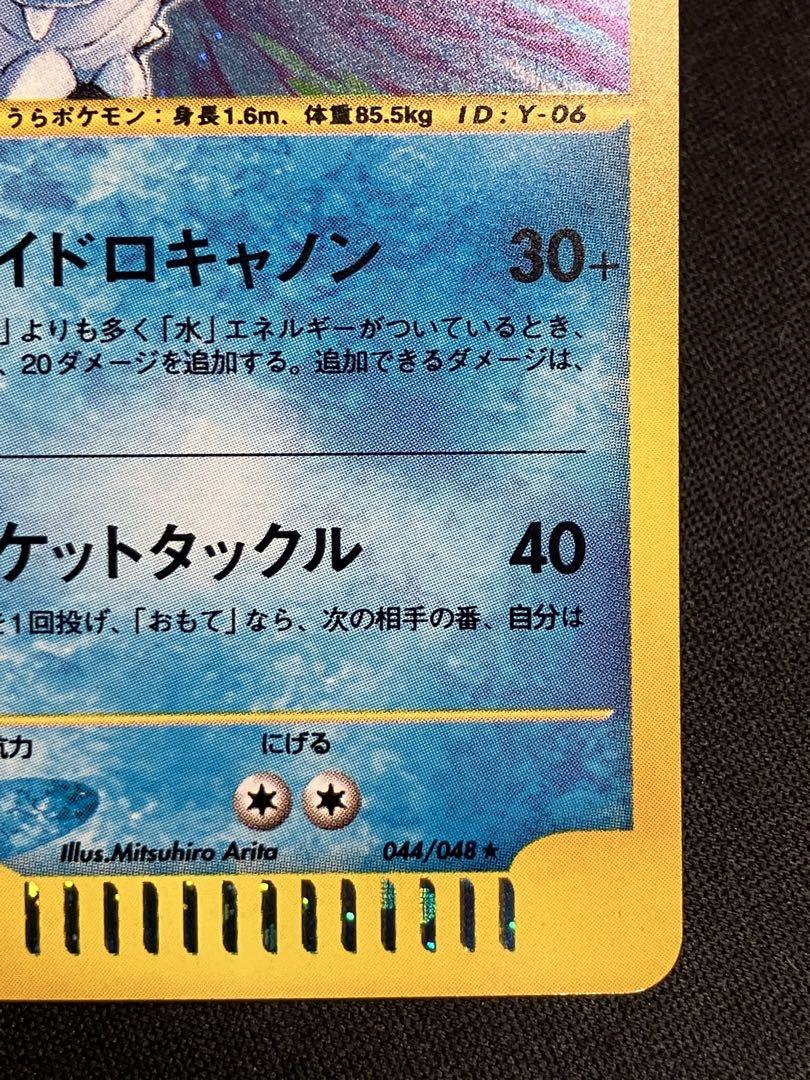 うらポケモン：身長1.6m、体重85.5kg ID:Y-06
イドロキャノン 30+
」よりも多く「水」エネルギーがついているとき、
、20ダメージを追加する。追加できるダメージは、
ケットタックル 40
を1回投げ、「おもて」なら、次の相手の番、自分は
抗力 にげる
Illus.Mitsuhiro Arita 044/048 ★